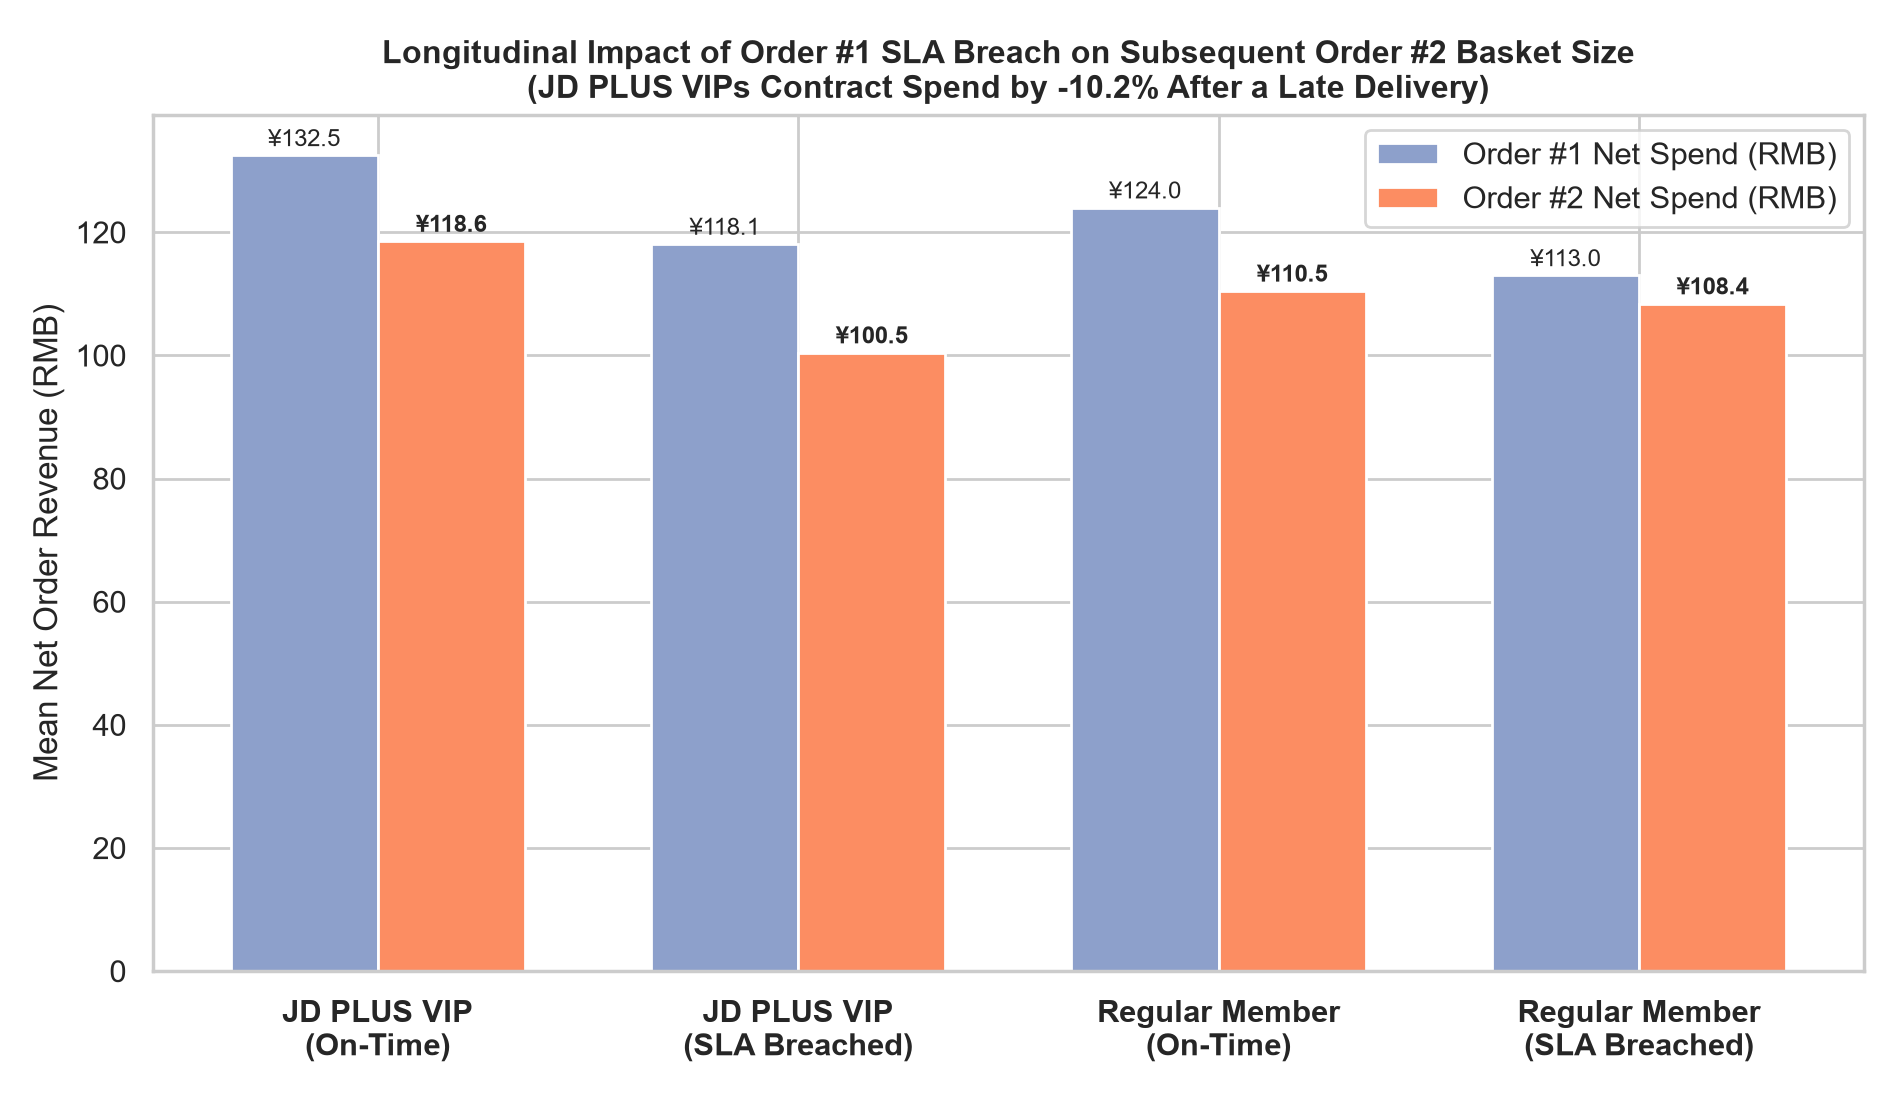 Longitudinal Impact of Order #1 SLA Breach on Subsequent Order #2 Basket Size
(JD PLUS VIPs Contract Spend by -10.2% After a Late Delivery)
Order #1 Net Spend (RMB)
Order #2 Net Spend (RMB)
Mean Net Order Revenue (RMB)
120
100
80
60
40
20
0
¥132.5
¥118.6
¥118.1
¥100.5
¥124.0
¥110.5
¥113.0
¥108.4
JD PLUS VIP
(On-Time)
JD PLUS VIP
(SLA Breached)
Regular Member
(On-Time)
Regular Member
(SLA Breached)